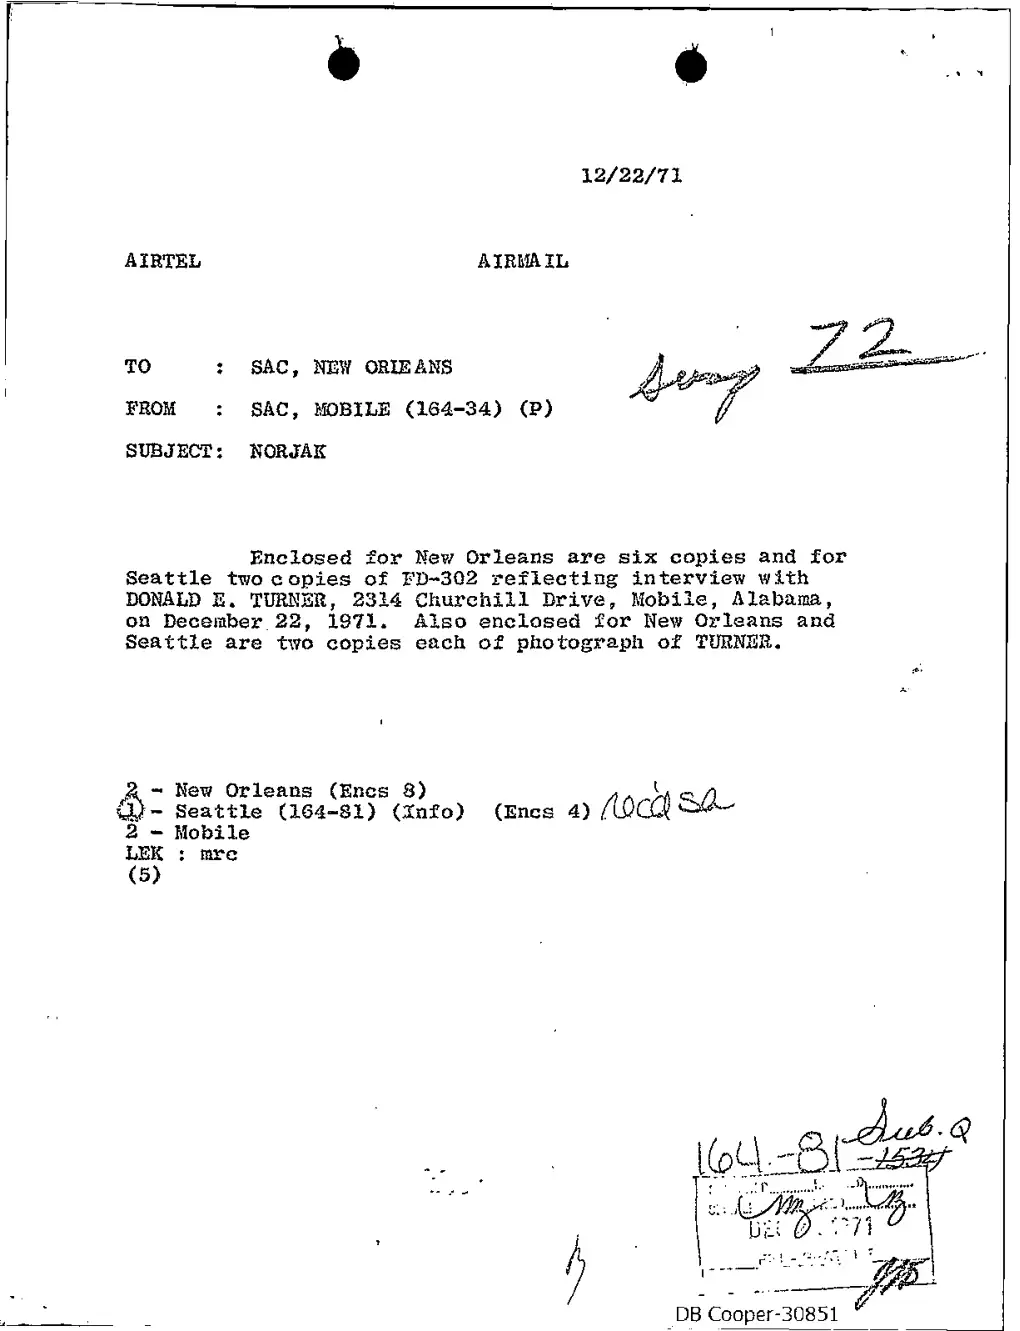 12/22/71
AIRTEL AIRMAIL
72
TO : SAC, NEW ORLEANS
FROM : SAC, MOBILE (164-34) (P)
SUBJECT: NORJAK
Enclosed for New Orleans are six copies and for
Seattle two copies of FD-302 reflecting interview with
DONALD E. TURNER, 2314 Churchill Drive, Mobile, Alabama,
on December 22, 1971. Also enclosed for New Orleans and
Seattle are two copies each of photograph of TURNER.
2 - New Orleans (Encs 8)
1 - Seattle (164-81) (Info) (Encs 4)
2 - Mobile
LEK : mrc
(5)
Sub. Q
164-81-1534
DEC 1971
DB Cooper-30851